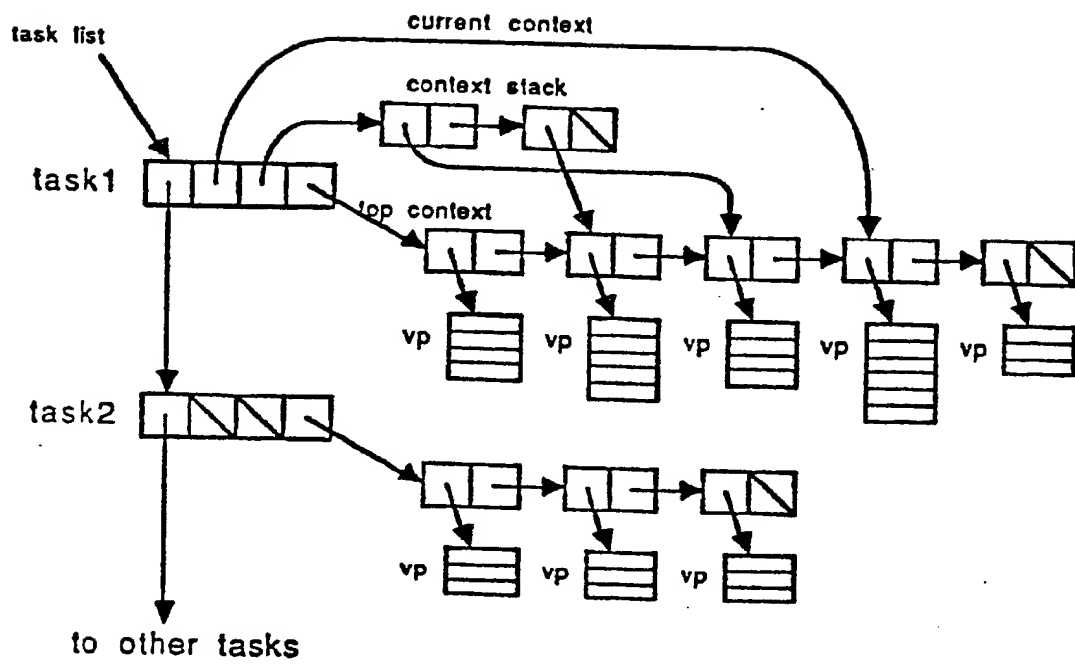 current context
task list
context stack
task1
top context
vp
vp
vp
vp
vp
task2
vp
vp
vp
to other tasks